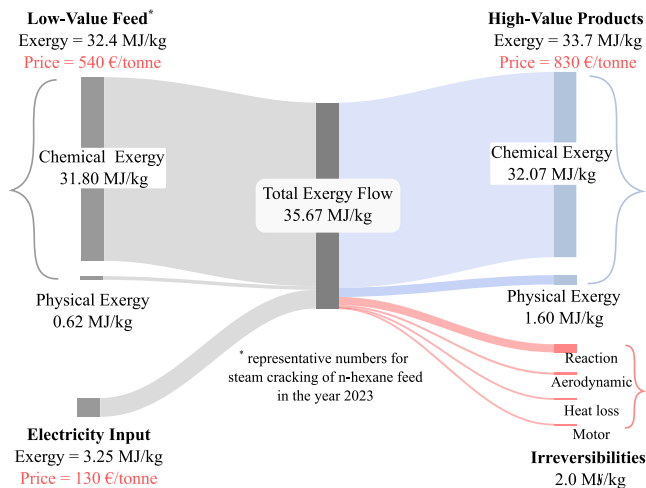 Low-Value Feed*
Exergy = 32.4 MJ/kg
Price = 540 €/tonne
High-Value Products
Exergy = 33.7 MJ/kg
Price = 830 €/tonne
Chemical Exergy
31.80 MJ/kg
Total Exergy Flow
35.67 MJ/kg
Chemical Exergy
32.07 MJ/kg
Physical Exergy
0.62 MJ/kg
Physical Exergy
1.60 MJ/kg
* representative numbers for
steam cracking of n-hexane feed
in the year 2023
Reaction
Aerodynamic
Heat loss
Motor
Electricity Input
Exergy = 3.25 MJ/kg
Price = 130 €/tonne
Irreversibilities
2.0 MJ/kg